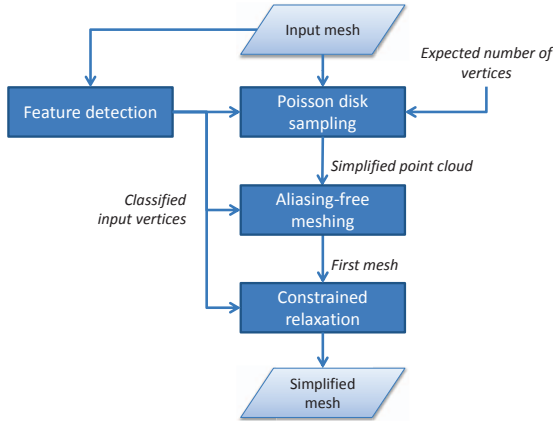 Input mesh
Expected number of
vertices
Feature detection
Poisson disk
sampling
Simplified point cloud
Classified
input vertices
Aliasing-free
meshing
First mesh
Constrained
relaxation
Simplified
mesh